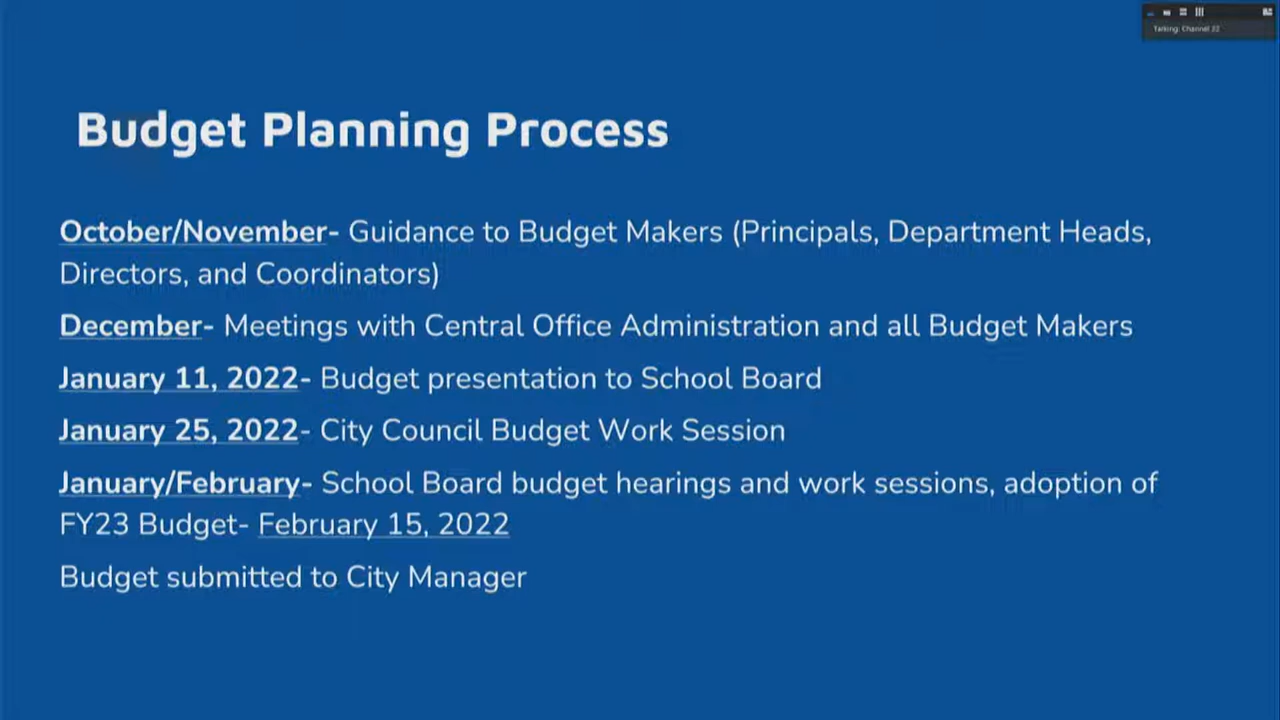 Talking: Channel 22
Budget Planning Process
October/November- Guidance to Budget Makers (Principals, Department Heads,
Directors, and Coordinators)
December- Meetings with Central Office Administration and all Budget Makers
January 11, 2022- Budget presentation to School Board
January 25, 2022- City Council Budget Work Session
January/February- School Board budget hearings and work sessions, adoption of
FY23 Budget- February 15, 2022
Budget submitted to City Manager